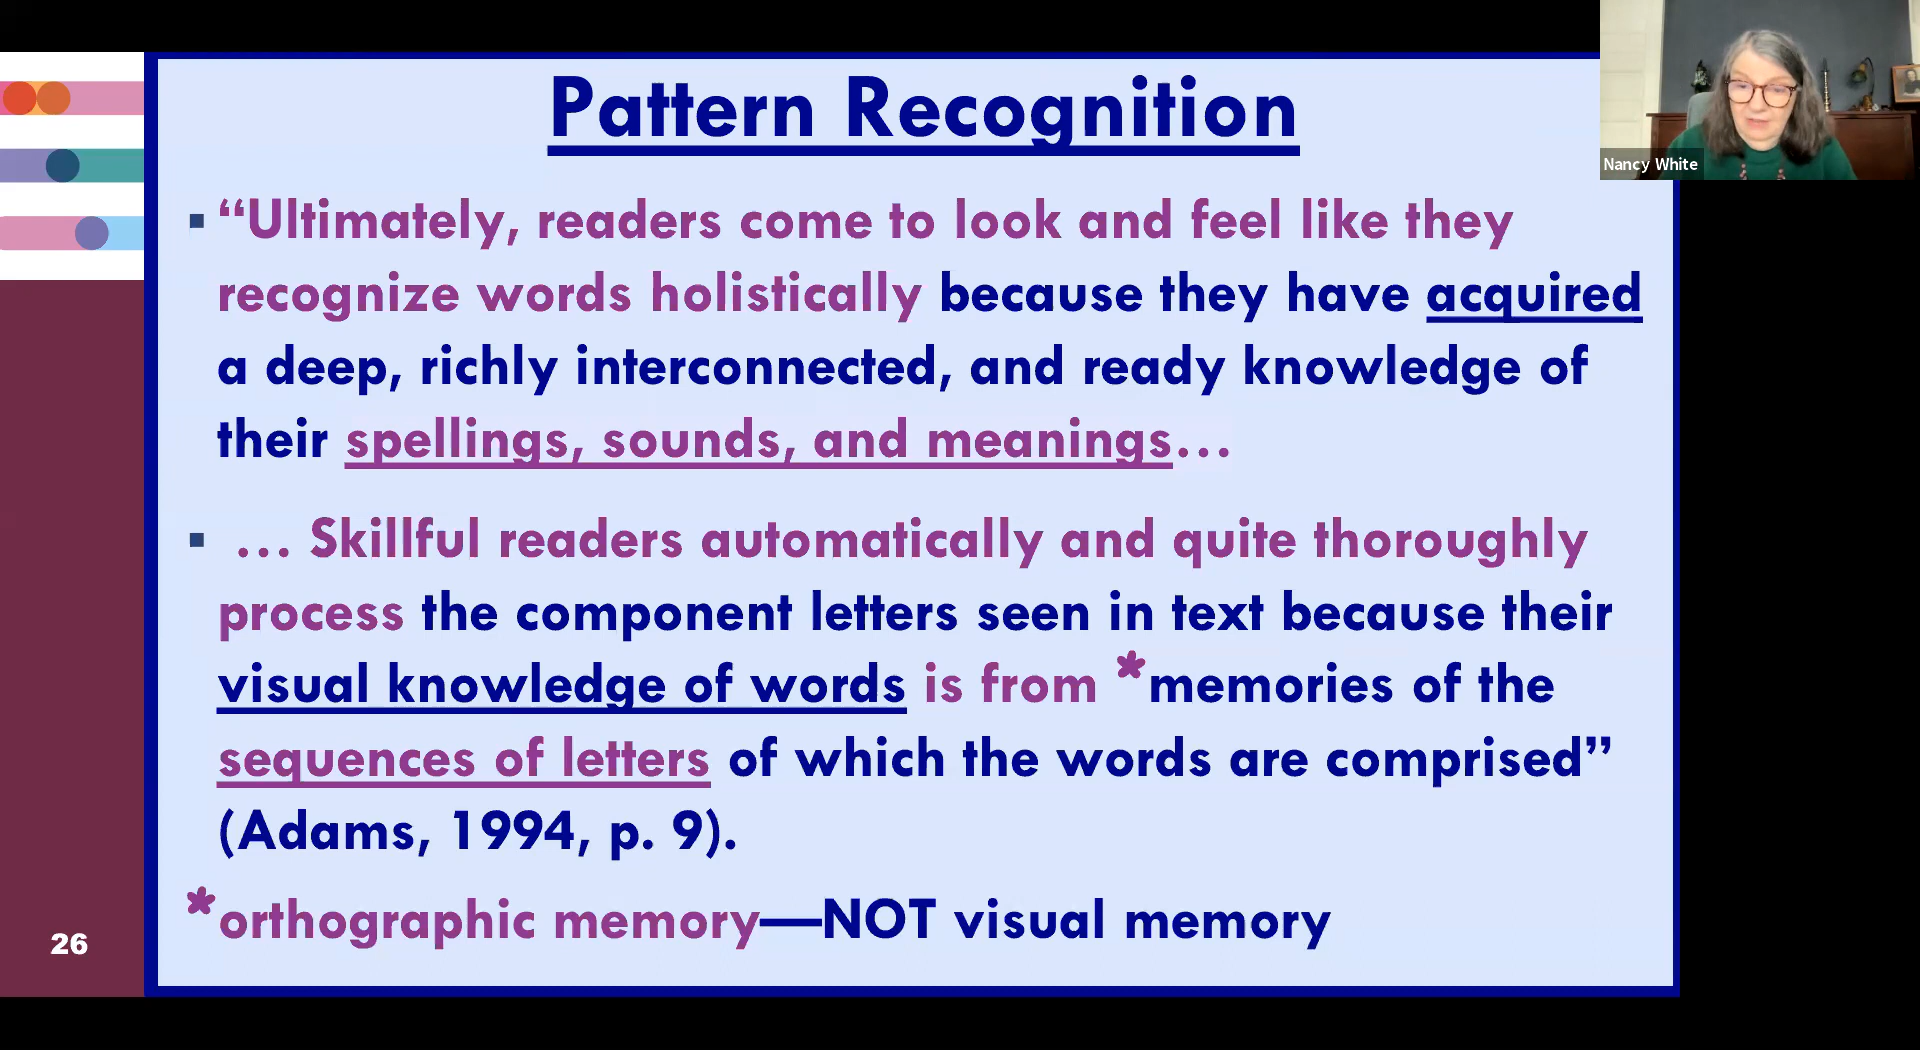 Pattern Recognition
Nancy White
▪ “Ultimately, readers come to look and feel like they
recognize words holistically because they have acquired
a deep, richly interconnected, and ready knowledge of
their spellings, sounds, and meanings…
▪ … Skillful readers automatically and quite thoroughly
process the component letters seen in text because their
visual knowledge of words is from *memories of the
sequences of letters of which the words are comprised”
(Adams, 1994, p. 9).
*orthographic memory—NOT visual memory
26